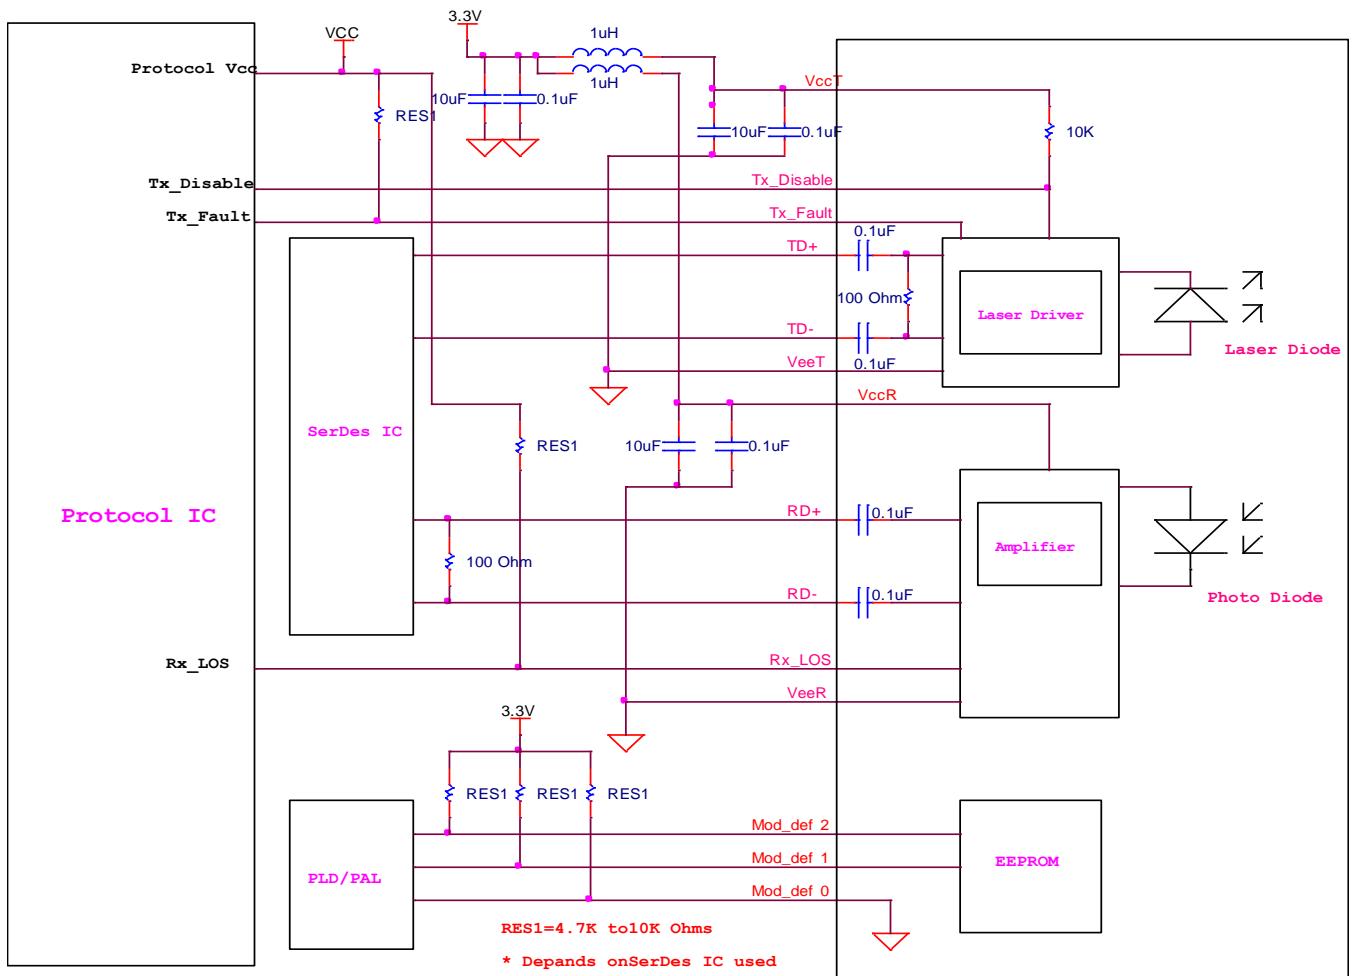 3.3V
1uH
VCC
Protocol Vcc
1uH
VccT
10uF
0.1uF
RES1
10uF
0.1uF
10K
Tx_Disable
Tx_Disable
Tx_Fault
Tx_Fault
0.1uF
TD+
100 Ohm
Laser Driver
TD-
Laser Diode
VeeT
0.1uF
VccR
SerDes IC
RES1
10uF
0.1uF
Protocol IC
RD+
0.1uF
Amplifier
100 Ohm
RD-
0.1uF
Photo Diode
Rx_LOS
Rx_LOS
VeeR
3.3V
RES1
RES1
RES1
Mod_def 2
Mod_def 1
EEPROM
PLD/PAL
Mod_def 0
RES1=4.7K to10K Ohms
* Depands onSerDes IC used